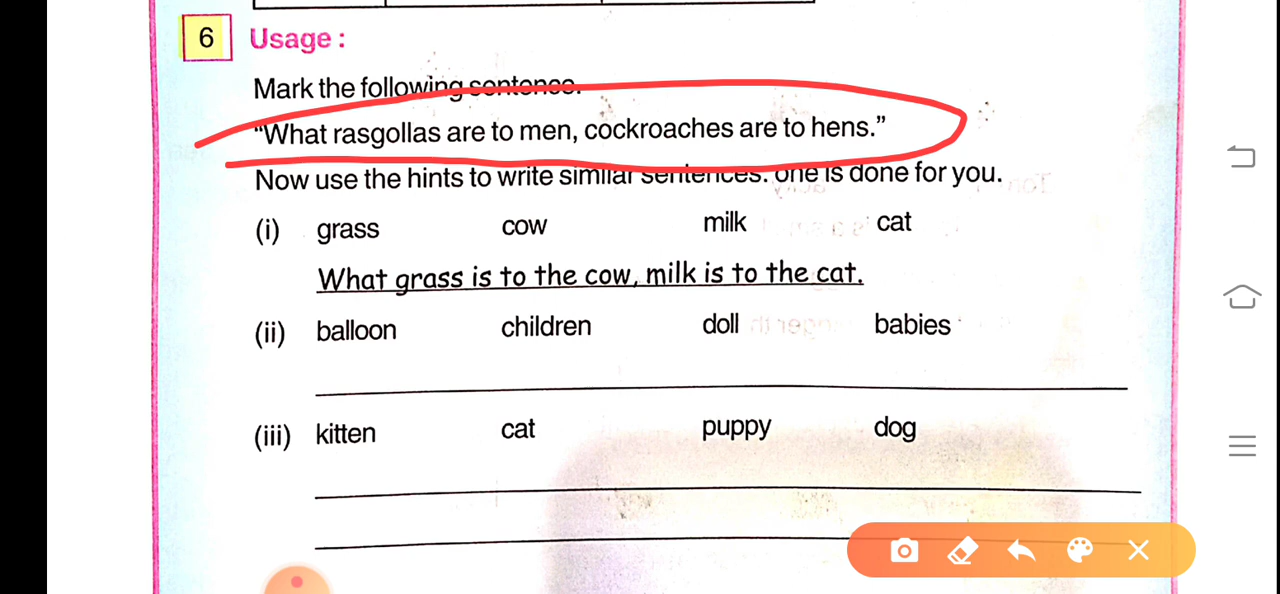 6 Usage :
Mark the following sentence.
"What rasgollas are to men, cockroaches are to hens."
Now use the hints to write similar sentences. one is done for you.
(i) grass cow milk cat
What grass is to the cow, milk is to the cat.
(ii) balloon children doll babies
(iii) kitten cat puppy dog